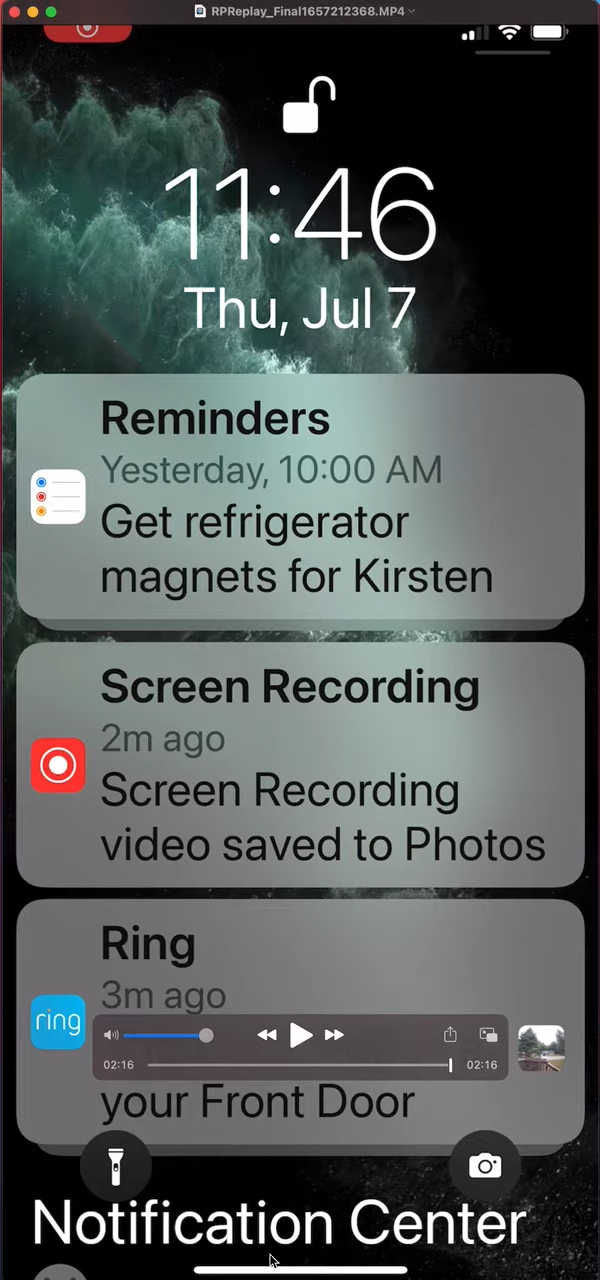 RPReplay_Final1657212368.MP4
11:46
Thu, Jul 7
Reminders
Yesterday, 10:00 AM
Get refrigerator
magnets for Kirsten
Screen Recording
2m ago
Screen Recording
video saved to Photos
Ring
ring
3m ago
02:16
02:16
your Front Door
Notification Center